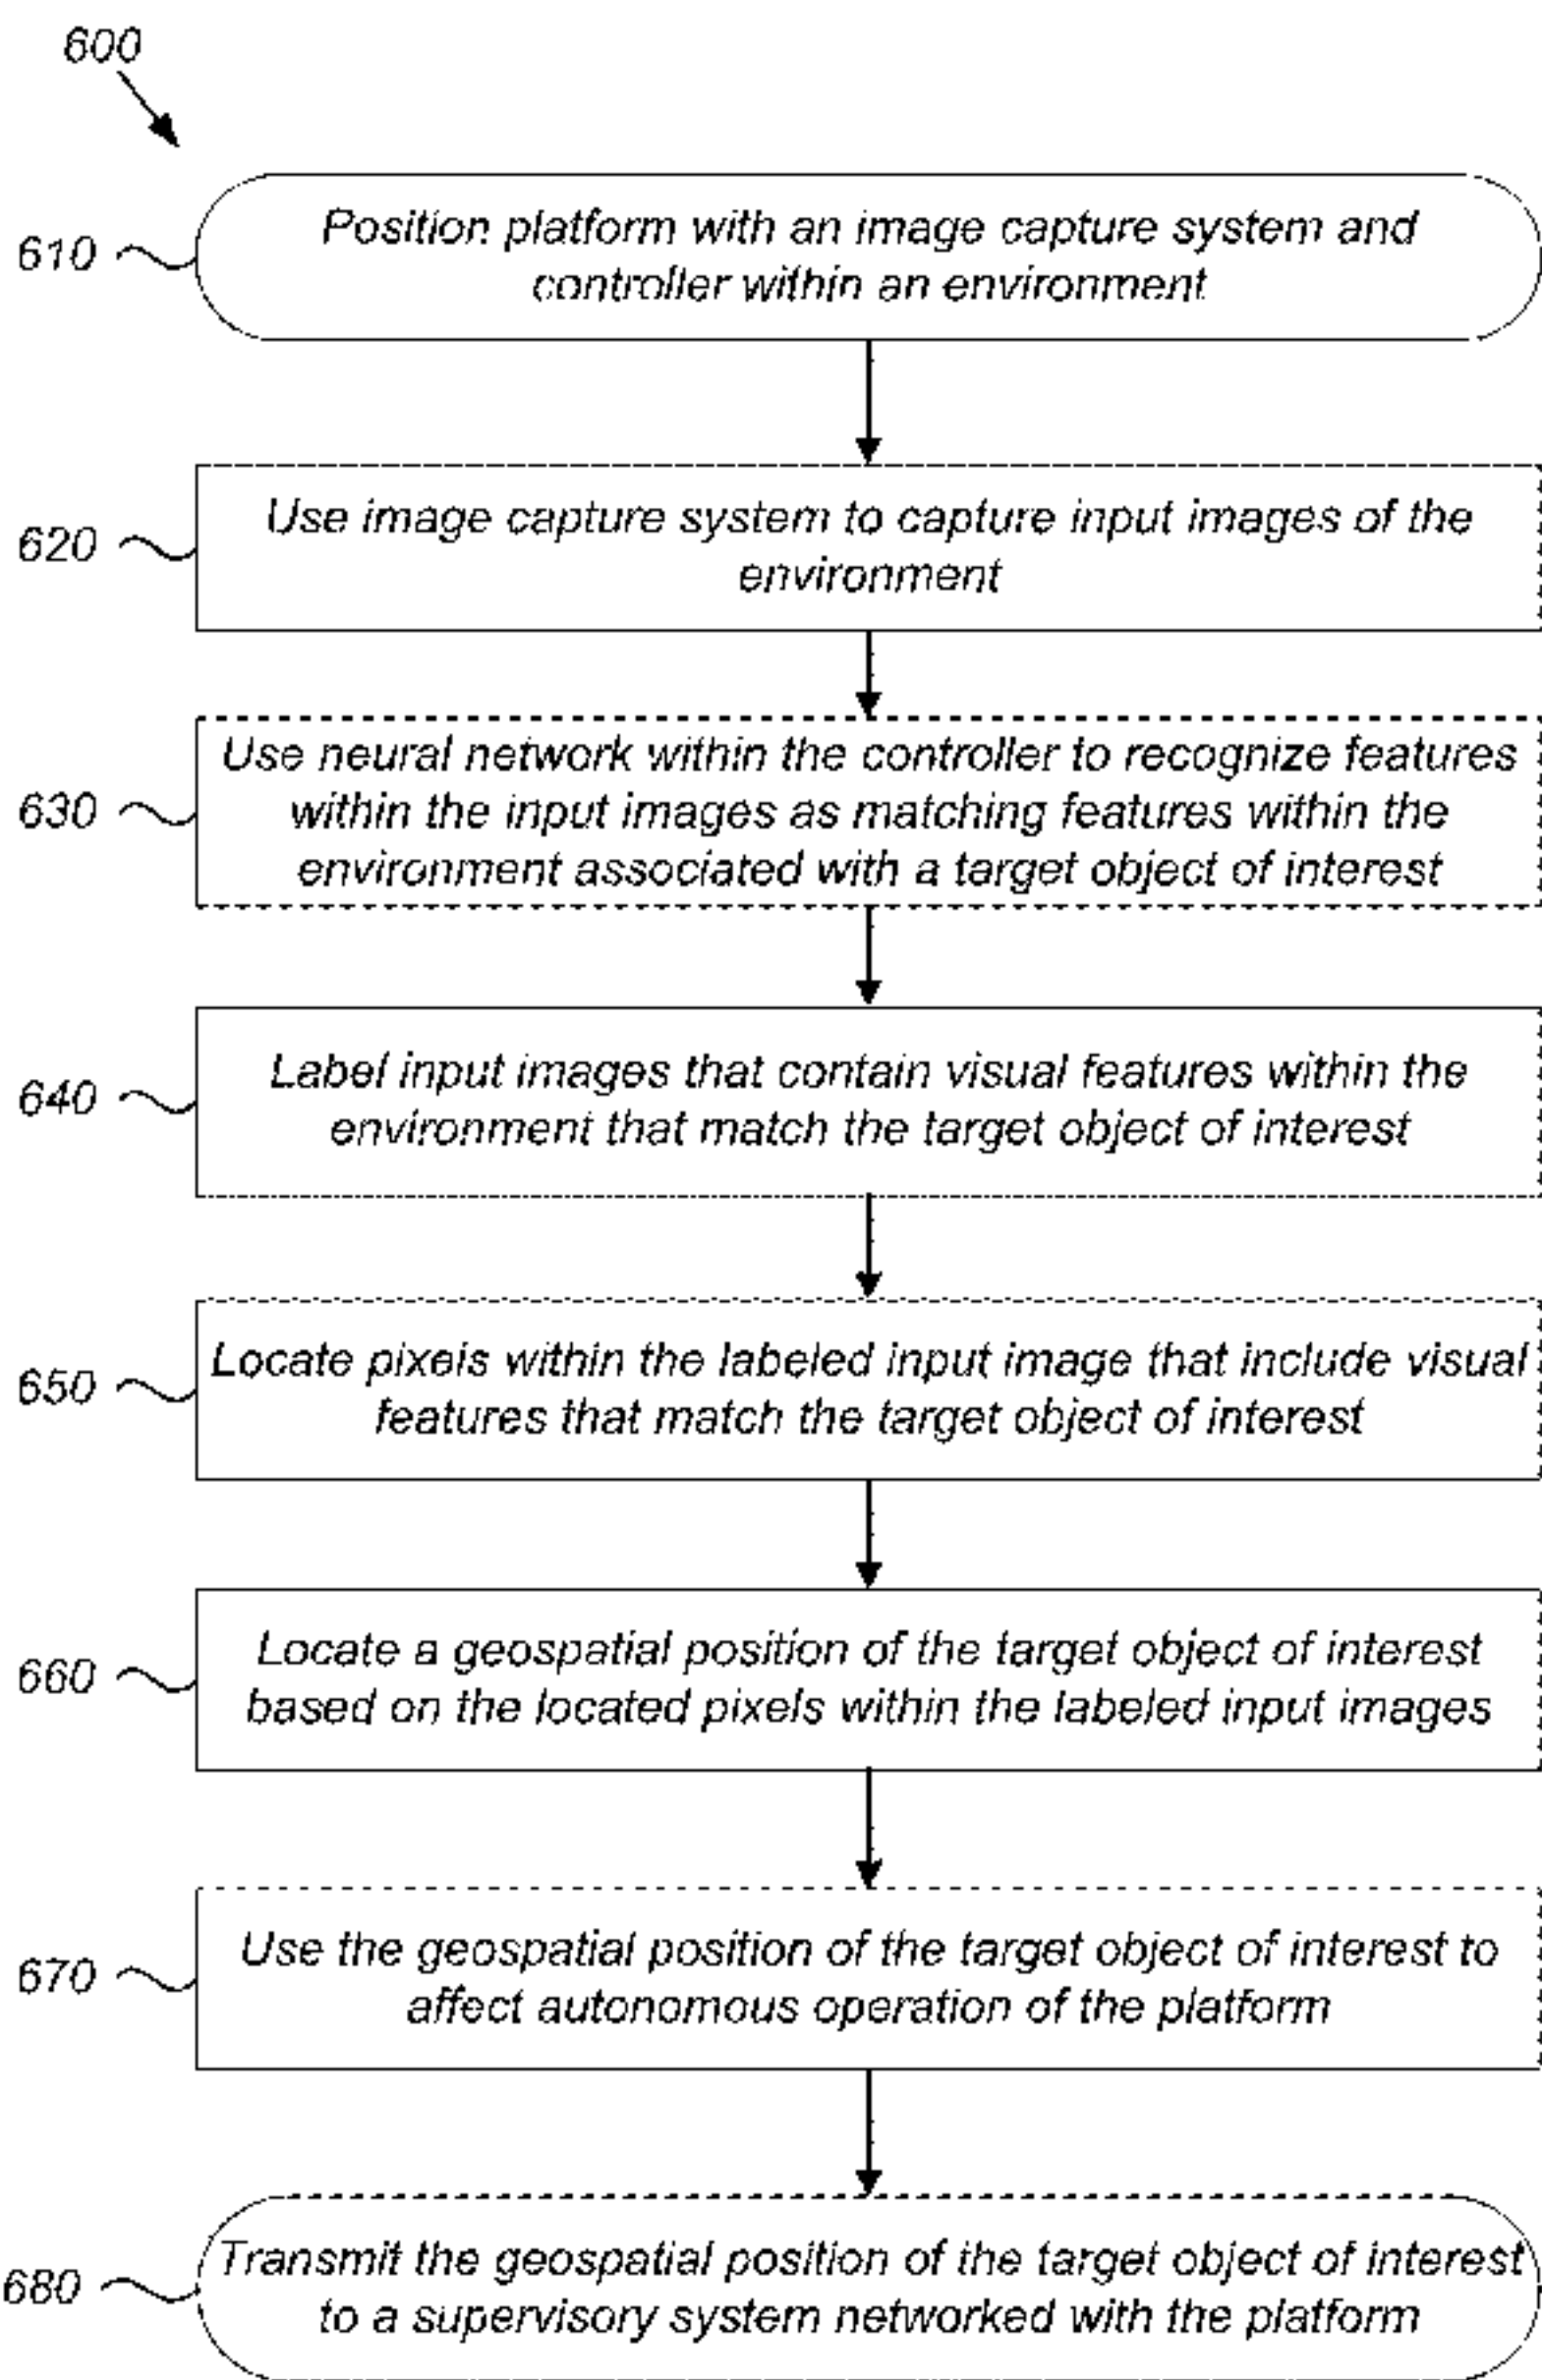 600
610
Position platform with an image capture system and
controller within an environment
620
Use image capture system to capture input images of the
environment
630
Use neural network within the controller to recognize features
within the input images as matching features within the
environment associated with a target object of interest
640
Label input images that contain visual features within the
environment that match the target object of interest
650
Locate pixels within the labeled input image that include visual
features that match the target object of interest
660
Locate a geospatial position of the target object of interest
based on the located pixels within the labeled input images
670
Use the geospatial position of the target object of interest to
affect autonomous operation of the platform
680
Transmit the geospatial position of the target object of interest
to a supervisory system networked with the platform